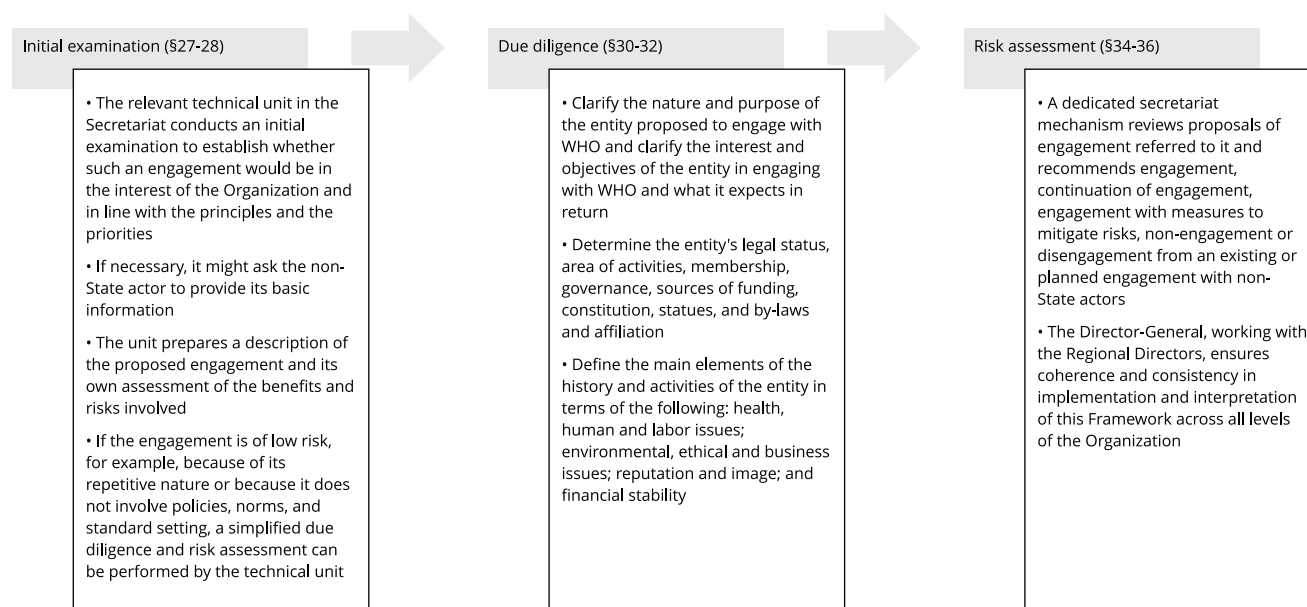 Initial examination (§27-28)
• The relevant technical unit in the
Secretariat conducts an initial
examination to establish whether
such an engagement would be in
the interest of the Organization and
in line with the principles and the
priorities
• If necessary, it might ask the non-
State actor to provide its basic
information
• The unit prepares a description of
the proposed engagement and its
own assessment of the benefits and
risks involved
• If the engagement is of low risk,
for example, because of its
repetitive nature or because it does
not involve policies, norms, and
standard setting, a simplified due
diligence and risk assessment can
be performed by the technical unit
Due diligence (§30-32)
• Clarify the nature and purpose of
the entity proposed to engage with
WHO and clarify the interest and
objectives of the entity in engaging
with WHO and what it expects in
return
• Determine the entity's legal status,
area of activities, membership,
governance, sources of funding,
constitution, statues, and by-laws
and affiliation
• Define the main elements of the
history and activities of the entity in
terms of the following: health,
human and labor issues;
environmental, ethical and business
issues; reputation and image; and
financial stability
Risk assessment (§34-36)
• A dedicated secretariat
mechanism reviews proposals of
engagement referred to it and
recommends engagement,
continuation of engagement,
engagement with measures to
mitigate risks, non-engagement or
disengagement from an existing or
planned engagement with non-
State actors
• The Director-General, working with
the Regional Directors, ensures
coherence and consistency in
implementation and interpretation
of this Framework across all levels
of the Organization